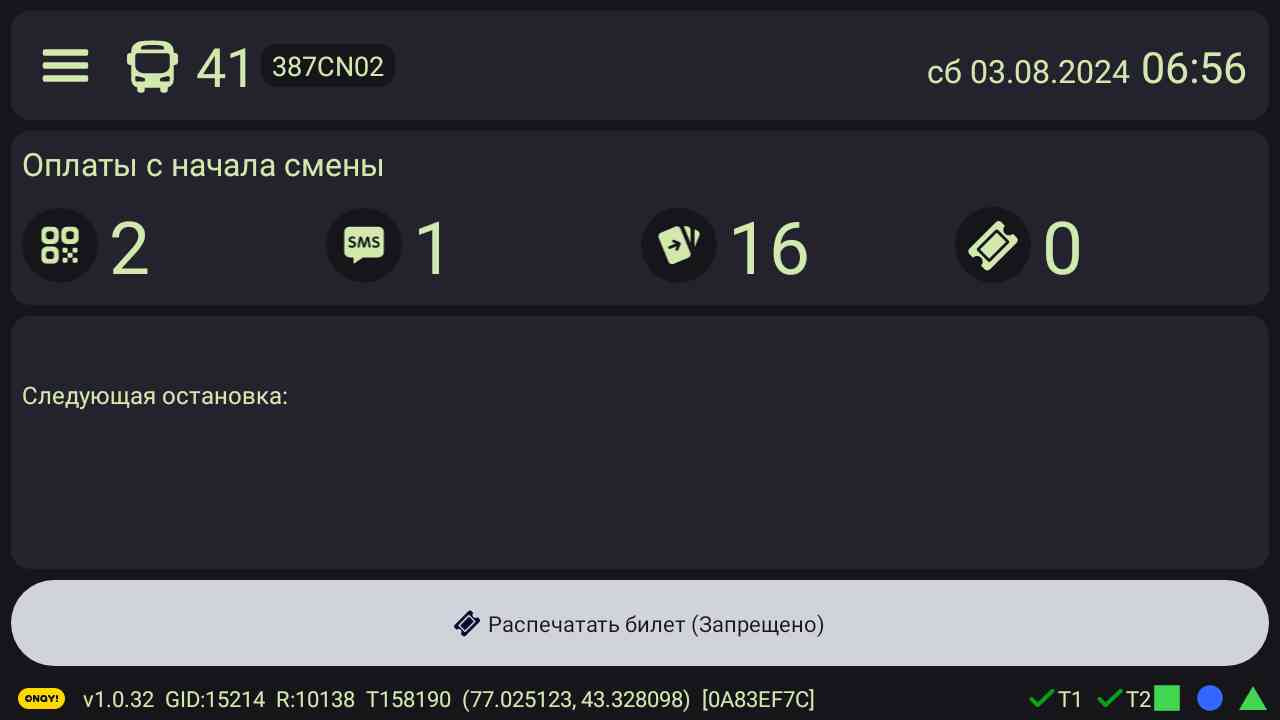 41 387CN02 сб 03.08.2024 06:56
Оплаты с начала смены
2 SMS 1 16 0
Следующая остановка:
Распечатать билет (Запрещено)
ONAY! v1.0.32 GID:15214 R:10138 T158190 (77.025123, 43.328098) [0A83EF7C] T1 T2